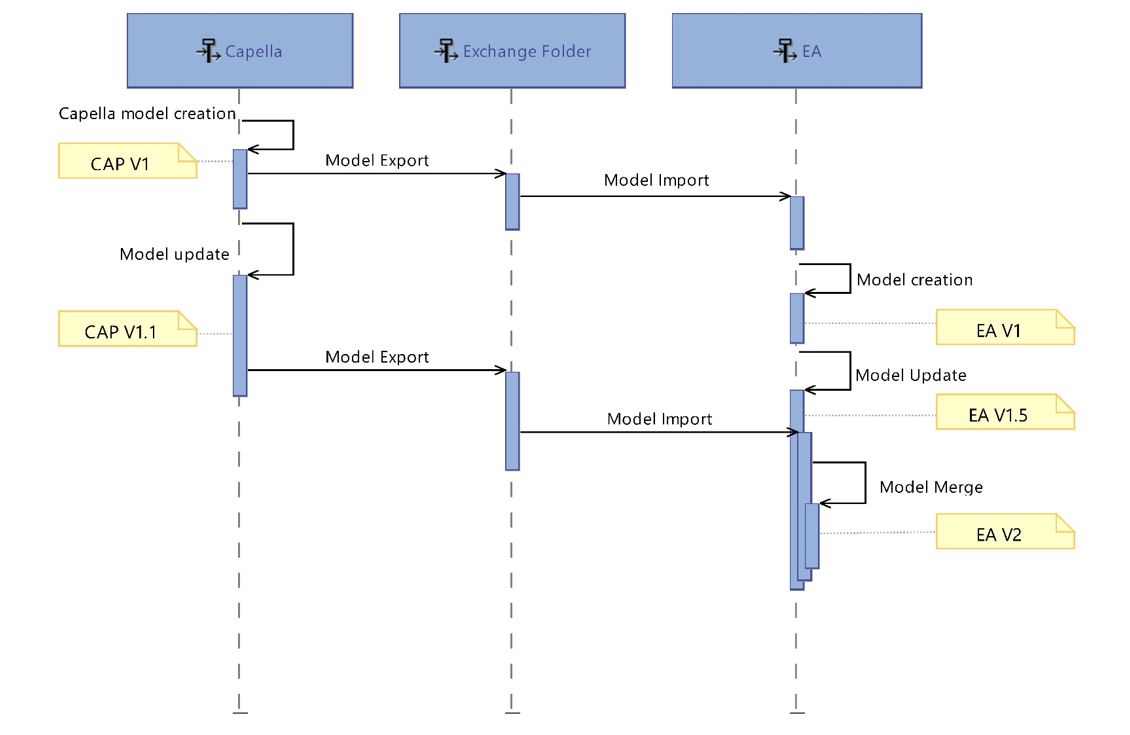 Capella
Exchange Folder
EA
Capella model creation
CAP V1
Model Export
Model Import
Model update
Model creation
CAP V1.1
EA V1
Model Export
Model Update
EA V1.5
Model Import
Model Merge
EA V2